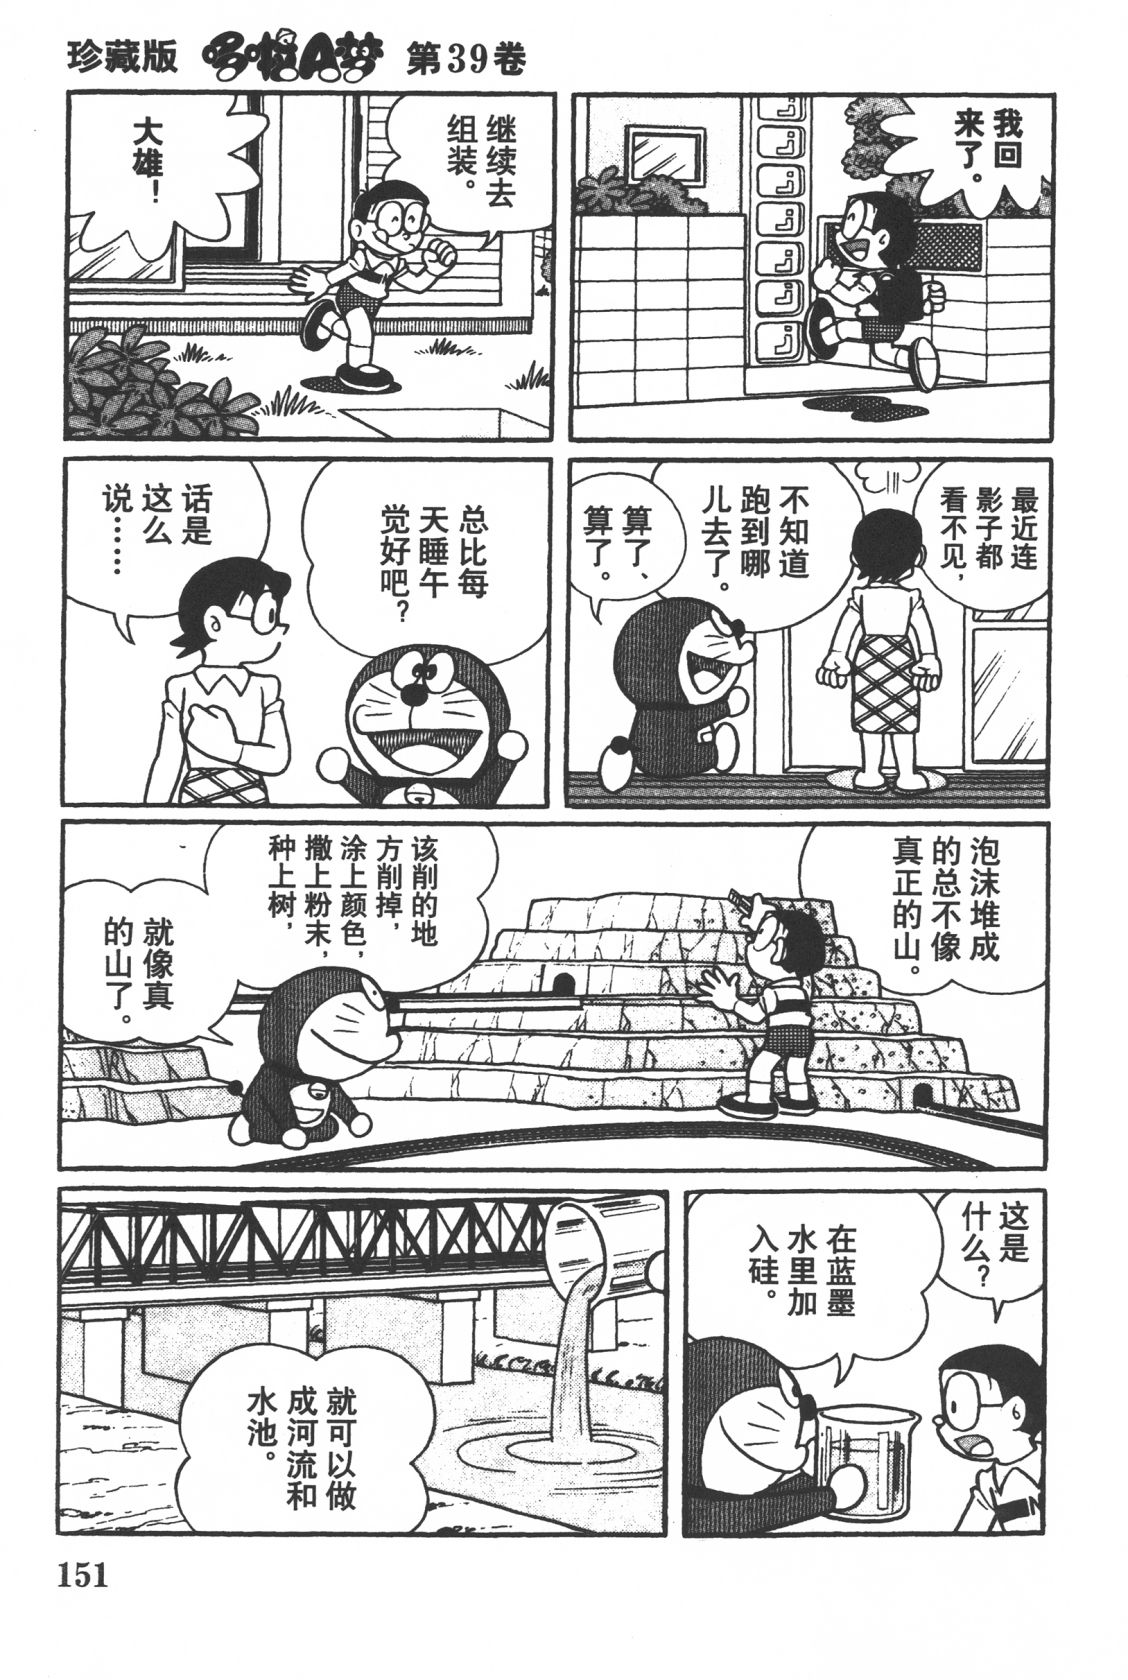 珍藏版 哆啦A梦 第39卷
我回
来了。
继续去
组装。
大雄！
最近连
影子都
看不见，
不知道
跑到哪
儿去了。
算了、
算了。
总比每
天睡午
觉好吧？
话是
这么
说……
泡沫堆成
的总不像
真正的山。
该削的地
方削掉，
涂上颜色，
撒上粉末，
种上树，
就像真
的山了。
这是
什么？
在蓝墨
水里加
入硅。
就可以做
成河流和
水池。
151